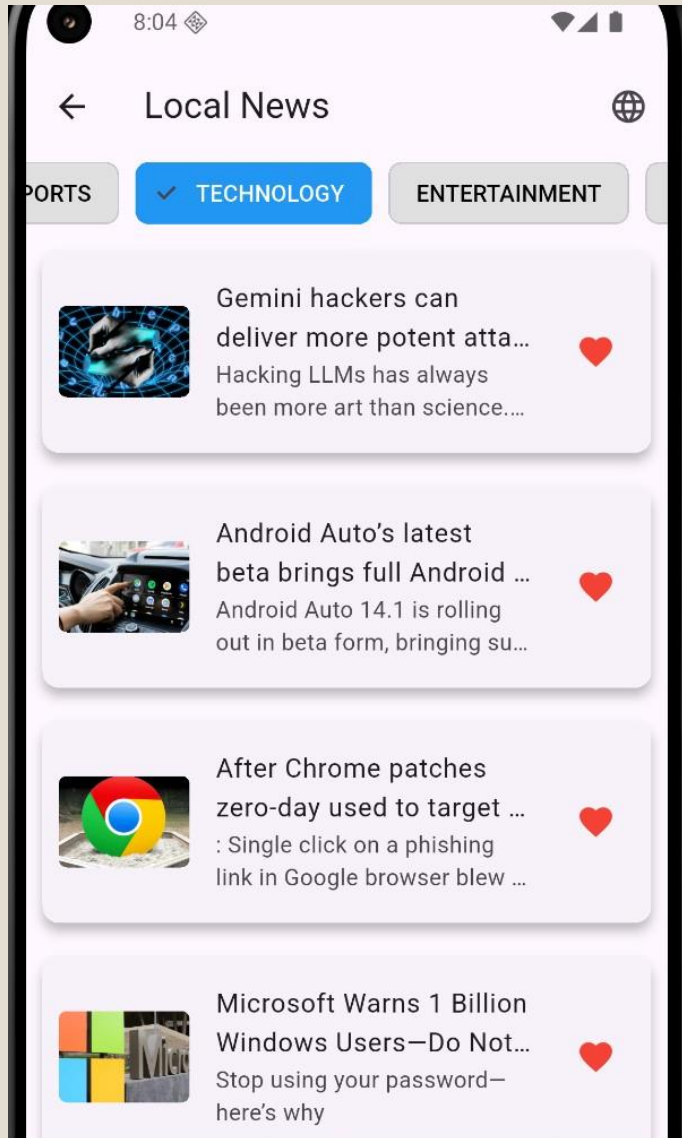 8:04
Local News
PORTS
TECHNOLOGY
ENTERTAINMENT
Gemini hackers can
deliver more potent atta...
Hacking LLMs has always
been more art than science....
Android Auto’s latest
beta brings full Android ...
Android Auto 14.1 is rolling
out in beta form, bringing su...
After Chrome patches
zero-day used to target ...
: Single click on a phishing
link in Google browser blew ...
Microsoft Warns 1 Billion
Windows Users—Do Not...
Stop using your password—
here’s why